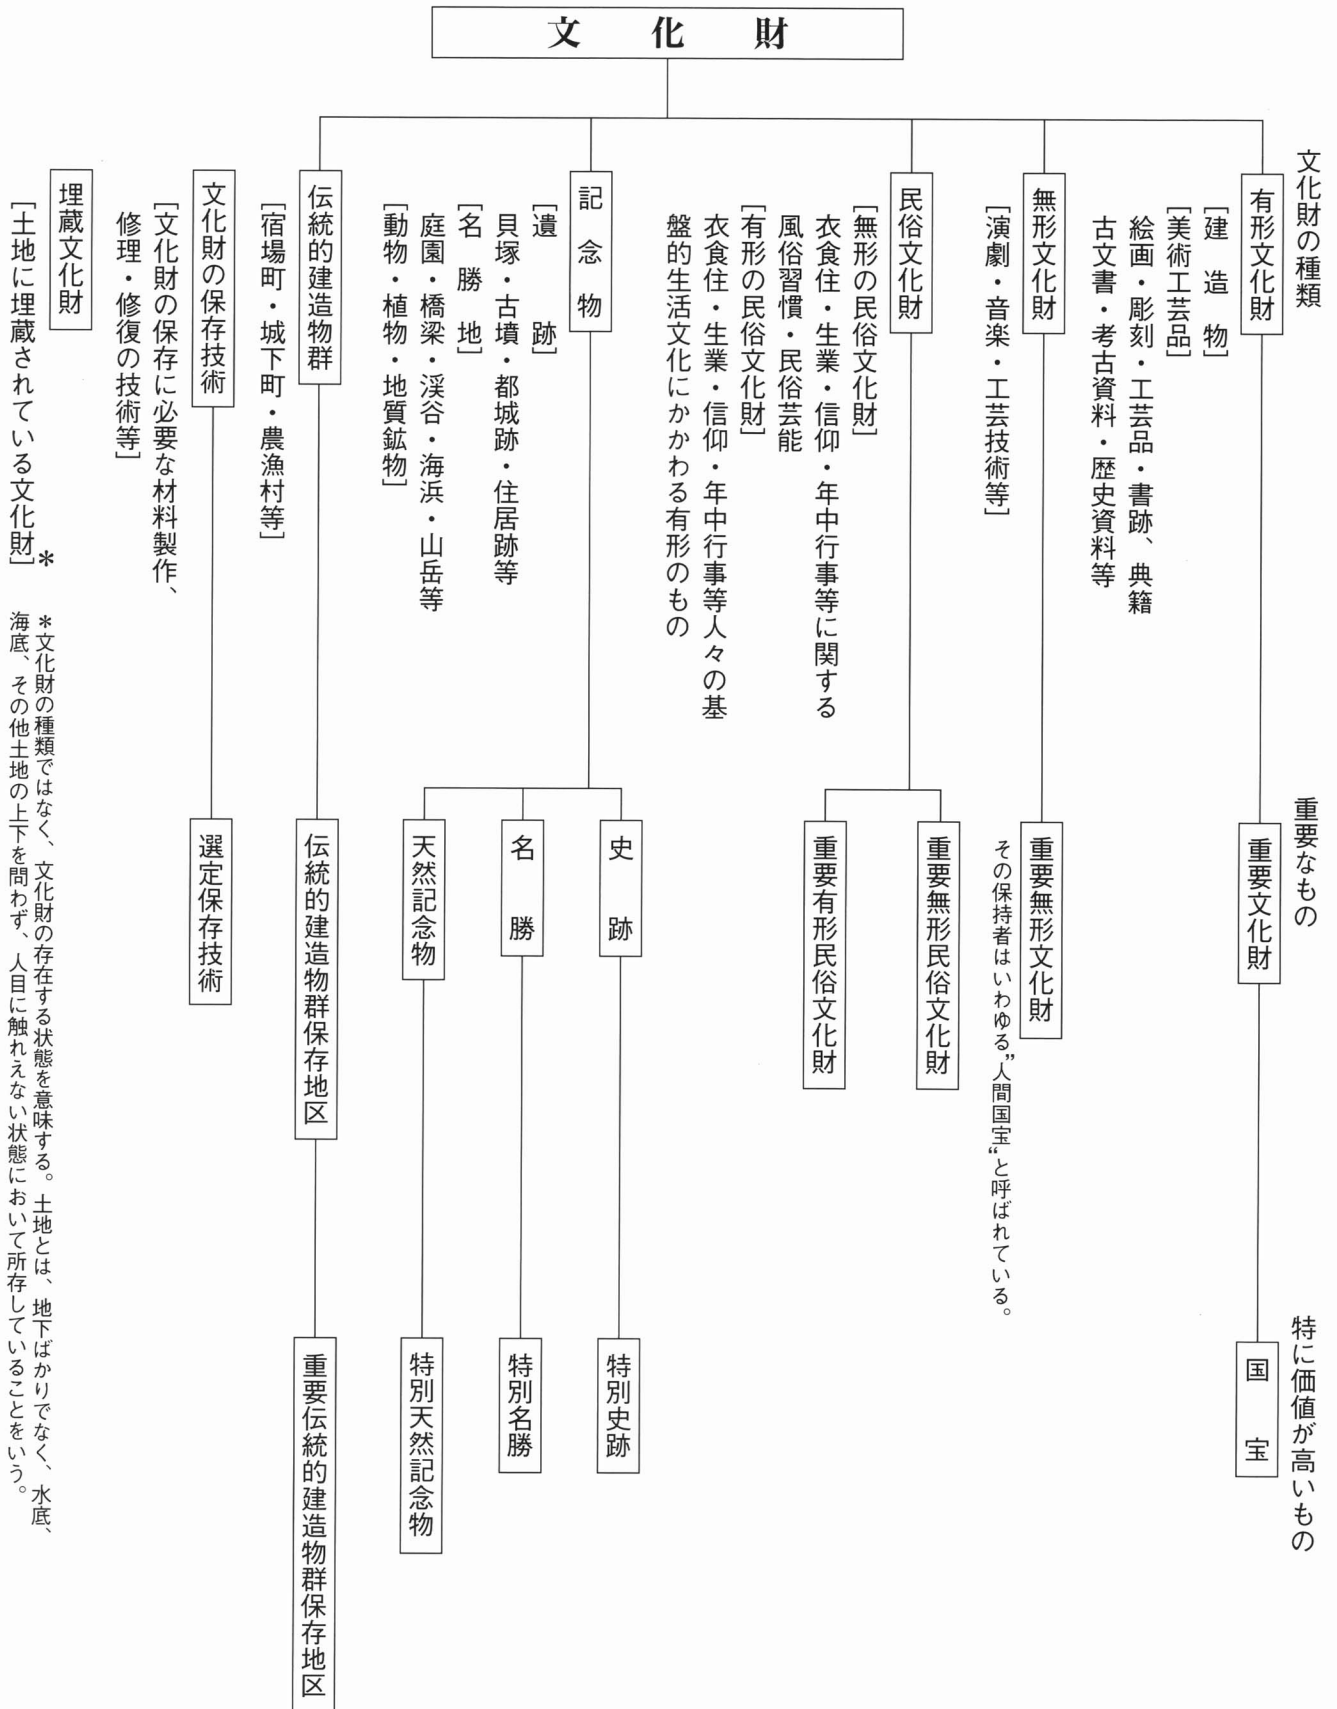 文化財
文化財の種類
重要なもの
特に価値が高いもの
有形文化財
[建造物]
[美術工芸品]
絵画・彫刻・工芸品・書跡、典籍
古文書・考古資料・歴史資料等
重要文化財
国宝
無形文化財
[演劇・音楽・工芸技術等]
重要無形文化財
その保持者はいわゆる”人間国宝“と呼ばれている。
民俗文化財
[無形の民俗文化財]
衣食住・生業・信仰・年中行事等に関する
風俗習慣・民俗芸能
[有形の民俗文化財]
衣食住・生業・信仰・年中行事等人々の基
盤的生活文化にかかわる有形のもの
重要無形民俗文化財
重要有形民俗文化財
記念物
[遺跡]
貝塚・古墳・都城跡・住居跡等
[名勝地]
庭園・橋梁・渓谷・海浜・山岳等
[動物・植物・地質鉱物]
史跡
特別史跡
名勝
特別名勝
天然記念物
特別天然記念物
伝統的建造物群
[宿場町・城下町・農漁村等]
伝統的建造物群保存地区
重要伝統的建造物群保存地区
文化財の保存技術
[文化財の保存に必要な材料製作、
修理・修復の技術等]
選定保存技術
埋蔵文化財
[土地に埋蔵されている文化財]*
*文化財の種類ではなく、文化財の存在する状態を意味する。土地とは、地下ばかりでなく、水底、
海底、その他土地の上下を問わず、人目に触れえない状態において所存していることをいう。